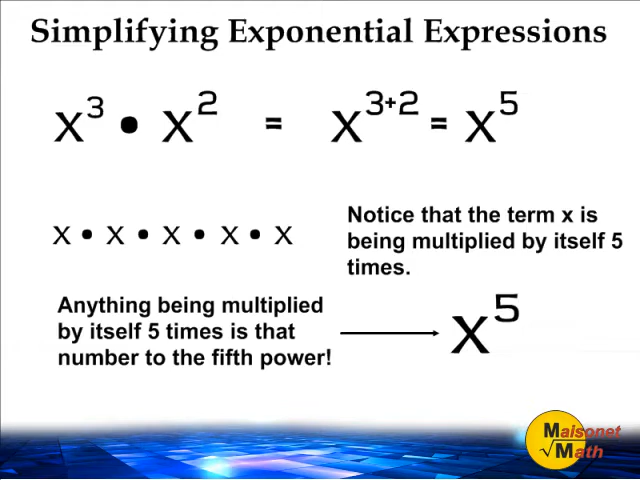 Simplifying Exponential Expressions
x³ • x² = x³⁺² = x⁵
x • x • x • x • x
Notice that the term x is
being multiplied by itself 5
times.
Anything being multiplied
by itself 5 times is that
number to the fifth power!
x⁵
Maisonet
√Math